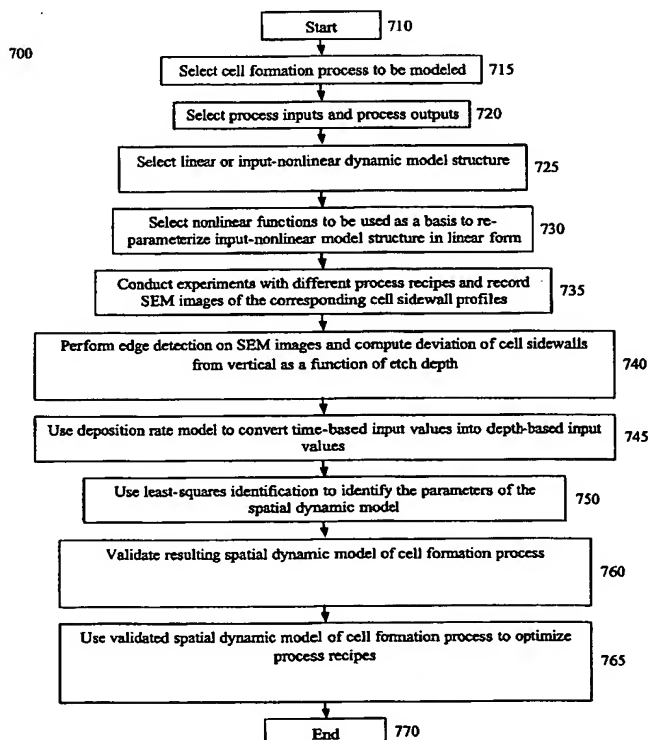 700
Start 710
Select cell formation process to be modeled 715
Select process inputs and process outputs 720
Select linear or input-nonlinear dynamic model structure
725
Select nonlinear functions to be used as a basis to re-
parameterize input-nonlinear model structure in linear form
730
Conduct experiments with different process recipes and record
SEM images of the corresponding cell sidewall profiles
735
Perform edge detection on SEM images and compute deviation of cell sidewalls
from vertical as a function of etch depth
740
Use deposition rate model to convert time-based input values into depth-based input
values
745
Use least-squares identification to identify the parameters of the
spatial dynamic model
750
Validate resulting spatial dynamic model of cell formation process
760
Use validated spatial dynamic model of cell formation process to optimize
process recipes
765
End 770